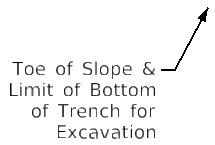 Toe of Slope &
Limit of Bottom
of Trench for
Excavation